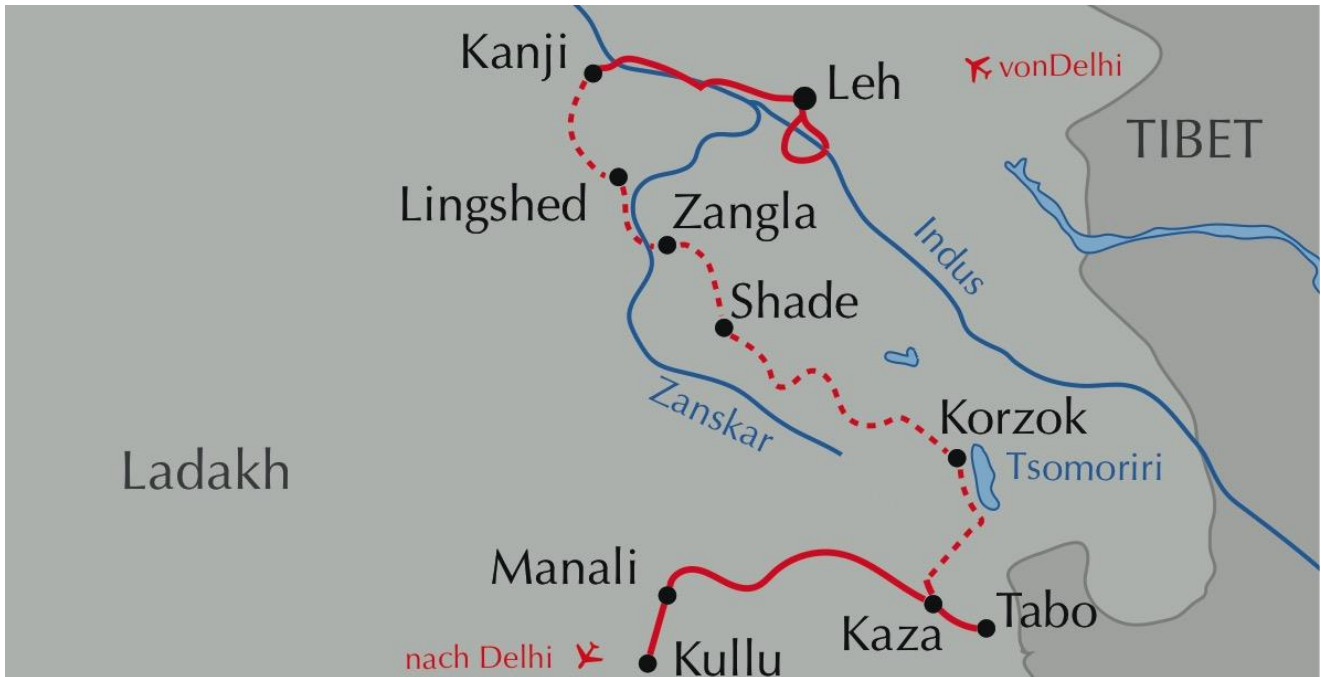 Kanji
Leh
vonDelhi
TIBET
Lingshed
Zangla
Indus
Shade
Zanskar
Korzok
Tsomoriri
Ladakh
Manali
Kaza
Tabo
nach Delhi
Kullu